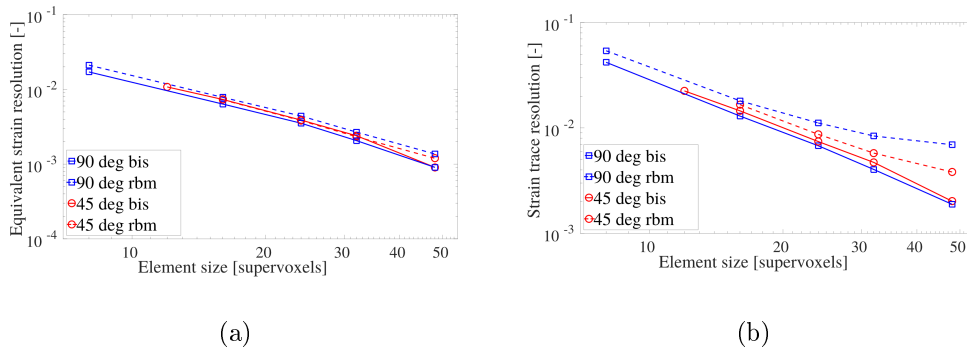 Equivalent strain resolution [-]
10^-1
10^-2
10^-3
10^-4
90 deg bis
90 deg rbm
45 deg bis
45 deg rbm
10 20 30 40 50
Element size [supervoxels]
(a)
Strain trace resolution [-]
10^-1
10^-2
10^-3
90 deg bis
90 deg rbm
45 deg bis
45 deg rbm
10 20 30 40 50
Element size [supervoxels]
(b)